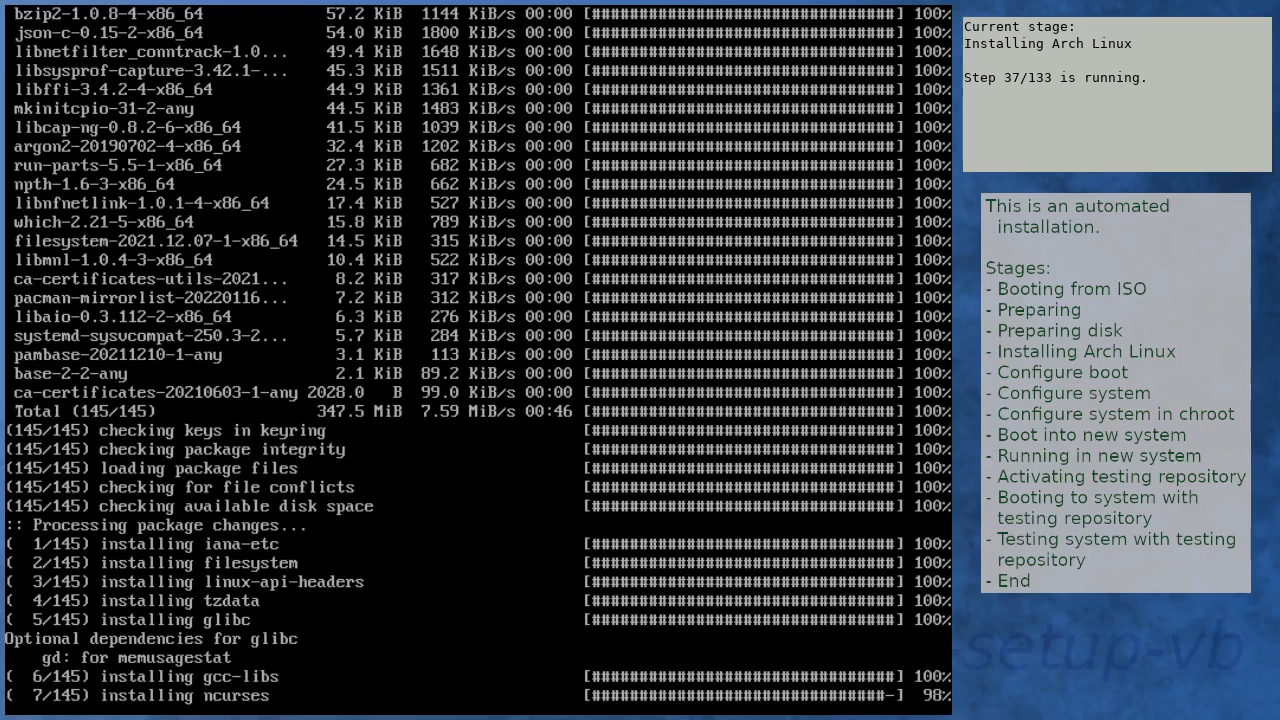 bzip2-1.0.8-4-x86_64 57.2 KiB 1144 KiB/s 00:00 [################################] 100%
json-c-0.15-2-x86_64 54.0 KiB 1800 KiB/s 00:00 [################################] 100%
libnetfilter_conntrack-1.0... 49.4 KiB 1648 KiB/s 00:00 [################################] 100%
libsysprof-capture-3.42.1-... 45.3 KiB 1511 KiB/s 00:00 [################################] 100%
libffi-3.4.2-4-x86_64 44.9 KiB 1361 KiB/s 00:00 [################################] 100%
mkinitcpio-31-2-any 44.5 KiB 1483 KiB/s 00:00 [################################] 100%
libcap-ng-0.8.2-6-x86_64 41.5 KiB 1039 KiB/s 00:00 [################################] 100%
argon2-20190702-4-x86_64 32.4 KiB 1202 KiB/s 00:00 [################################] 100%
run-parts-5.5-1-x86_64 27.3 KiB 682 KiB/s 00:00 [################################] 100%
npth-1.6-3-x86_64 24.5 KiB 662 KiB/s 00:00 [################################] 100%
libnfnetlink-1.0.1-4-x86_64 17.4 KiB 527 KiB/s 00:00 [################################] 100%
which-2.21-5-x86_64 15.8 KiB 789 KiB/s 00:00 [################################] 100%
filesystem-2021.12.07-1-x86_64 14.5 KiB 315 KiB/s 00:00 [################################] 100%
libmnl-1.0.4-3-x86_64 10.4 KiB 522 KiB/s 00:00 [################################] 100%
ca-certificates-utils-2021... 8.2 KiB 317 KiB/s 00:00 [################################] 100%
pacman-mirrorlist-20220116... 7.2 KiB 312 KiB/s 00:00 [################################] 100%
libaio-0.3.112-2-x86_64 6.3 KiB 276 KiB/s 00:00 [################################] 100%
systemd-sysvcompat-250.3-2... 5.7 KiB 284 KiB/s 00:00 [################################] 100%
pambase-20211210-1-any 3.1 KiB 113 KiB/s 00:00 [################################] 100%
base-2-2-any 2.1 KiB 89.2 KiB/s 00:00 [################################] 100%
ca-certificates-20210603-1-any 2028.0 B 99.0 KiB/s 00:00 [################################] 100%
Total (145/145) 347.5 MiB 7.59 MiB/s 00:46 [################################] 100%
(145/145) checking keys in keyring [################################] 100%
(145/145) checking package integrity [################################] 100%
(145/145) loading package files [################################] 100%
(145/145) checking for file conflicts [################################] 100%
(145/145) checking available disk space [################################] 100%
:: Processing package changes...
( 1/145) installing iana-etc [################################] 100%
( 2/145) installing filesystem [################################] 100%
( 3/145) installing linux-api-headers [################################] 100%
( 4/145) installing tzdata [################################] 100%
( 5/145) installing glibc [################################] 100%
Optional dependencies for glibc
gd: for memusagestat
( 6/145) installing gcc-libs [################################] 100%
( 7/145) installing ncurses [###############################-] 98%
Current stage:
Installing Arch Linux
Step 37/133 is running.
This is an automated
installation.
Stages:
- Booting from ISO
- Preparing
- Preparing disk
- Installing Arch Linux
- Configure boot
- Configure system
- Configure system in chroot
- Boot into new system
- Running in new system
- Activating testing repository
- Booting to system with
testing repository
- Testing system with testing
repository
- End
setup-vb